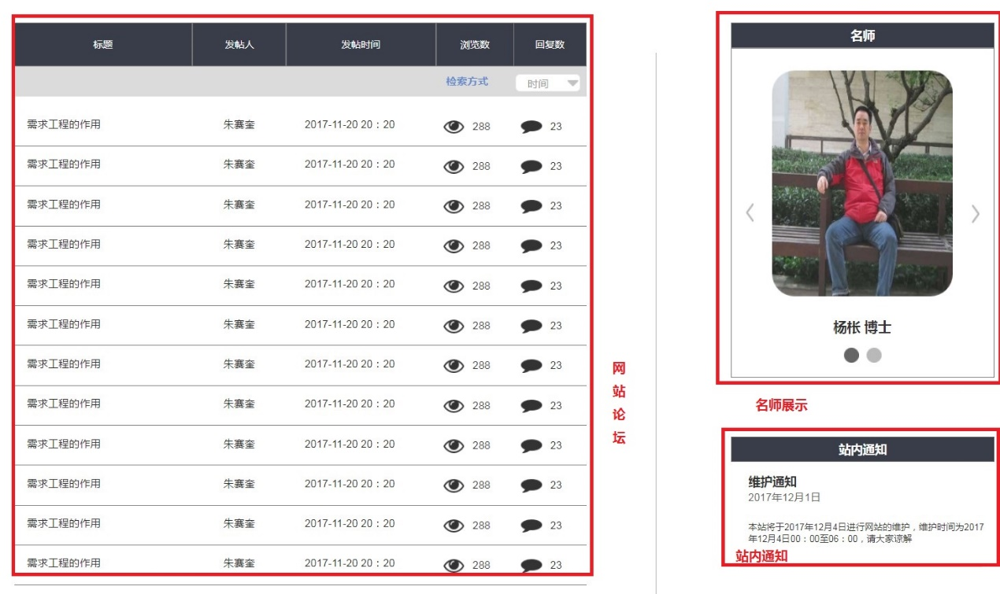 标题 发帖人 发帖时间 浏览数 回复数
检索方式 时间
需求工程的作用 朱赛奎 2017-11-20 20：20 288 23
需求工程的作用 朱赛奎 2017-11-20 20：20 288 23
需求工程的作用 朱赛奎 2017-11-20 20：20 288 23
需求工程的作用 朱赛奎 2017-11-20 20：20 288 23
需求工程的作用 朱赛奎 2017-11-20 20：20 288 23
需求工程的作用 朱赛奎 2017-11-20 20：20 288 23
需求工程的作用 朱赛奎 2017-11-20 20：20 288 23
需求工程的作用 朱赛奎 2017-11-20 20：20 288 23
需求工程的作用 朱赛奎 2017-11-20 20：20 288 23
需求工程的作用 朱赛奎 2017-11-20 20：20 288 23
需求工程的作用 朱赛奎 2017-11-20 20：20 288 23
需求工程的作用 朱赛奎 2017-11-20 20：20 288 23
网站论坛
名师
杨枨 博士
名师展示
站内通知
维护通知
2017年12月1日
本站将于2017年12月4日进行网站的维护，维护时间为2017
年12月4日00：00至06：00，请大家谅解
站内通知